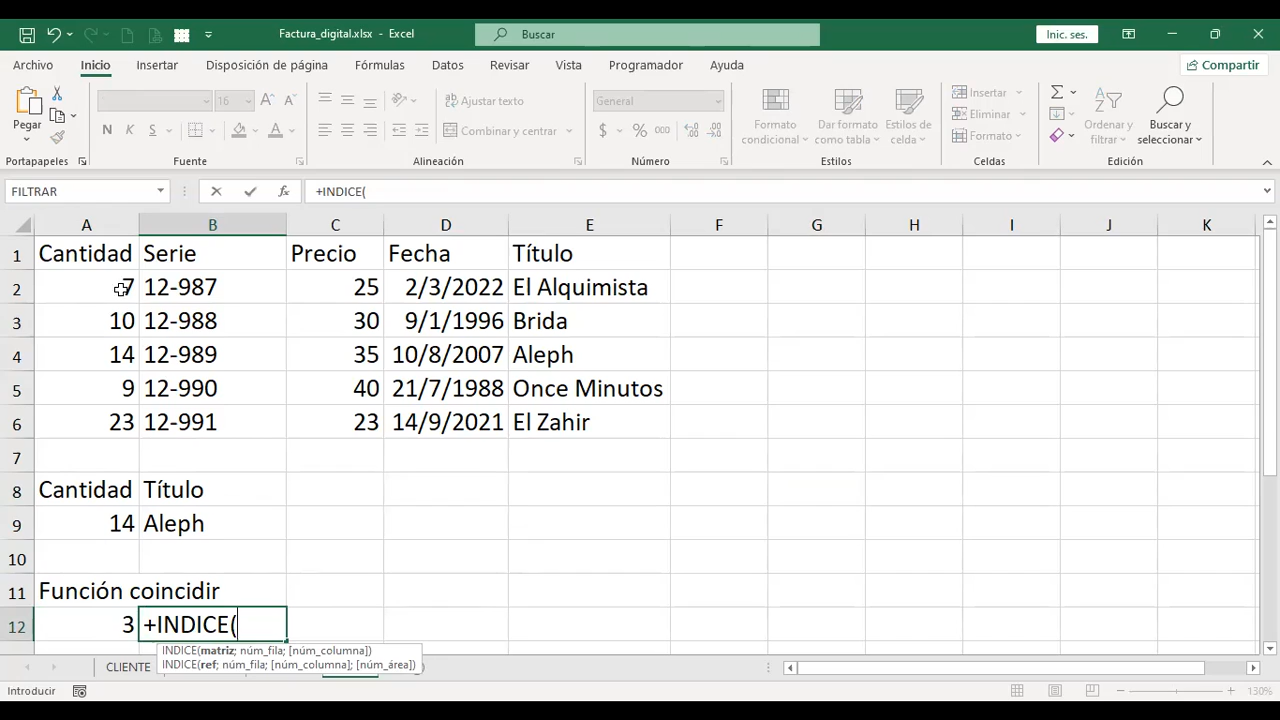 Factura_digital.xlsx - Excel
Buscar
Inic. ses.
Archivo Inicio Insertar Disposición de página Fórmulas Datos Revisar Vista Programador Ayuda
Compartir
Pegar
16 A A
Ajustar texto
General
Formato condicional
Dar formato como tabla
Estilos de celda
Insertar
Eliminar
Formato
Ordenar y filtrar
Buscar y seleccionar
N K S
Combinar y centrar
$ % 000
Portapapeles Fuente Alineación Número Estilos Celdas Edición
FILTRAR fx +INDICE(
A B C D E F G H I J K
1 Cantidad Serie Precio Fecha Título
2 7 12-987 25 2/3/2022 El Alquimista
3 10 12-988 30 9/1/1996 Brida
4 14 12-989 35 10/8/2007 Aleph
5 9 12-990 40 21/7/1988 Once Minutos
6 23 12-991 23 14/9/2021 El Zahir
7
8 Cantidad Título
9 14 Aleph
10
11 Función coincidir
12 3 +INDICE(
INDICE(matriz; núm_fila; [núm_columna])
INDICE(ref; núm_fila; [núm_columna]; [núm_área])
CLIENTE
Introducir
130%